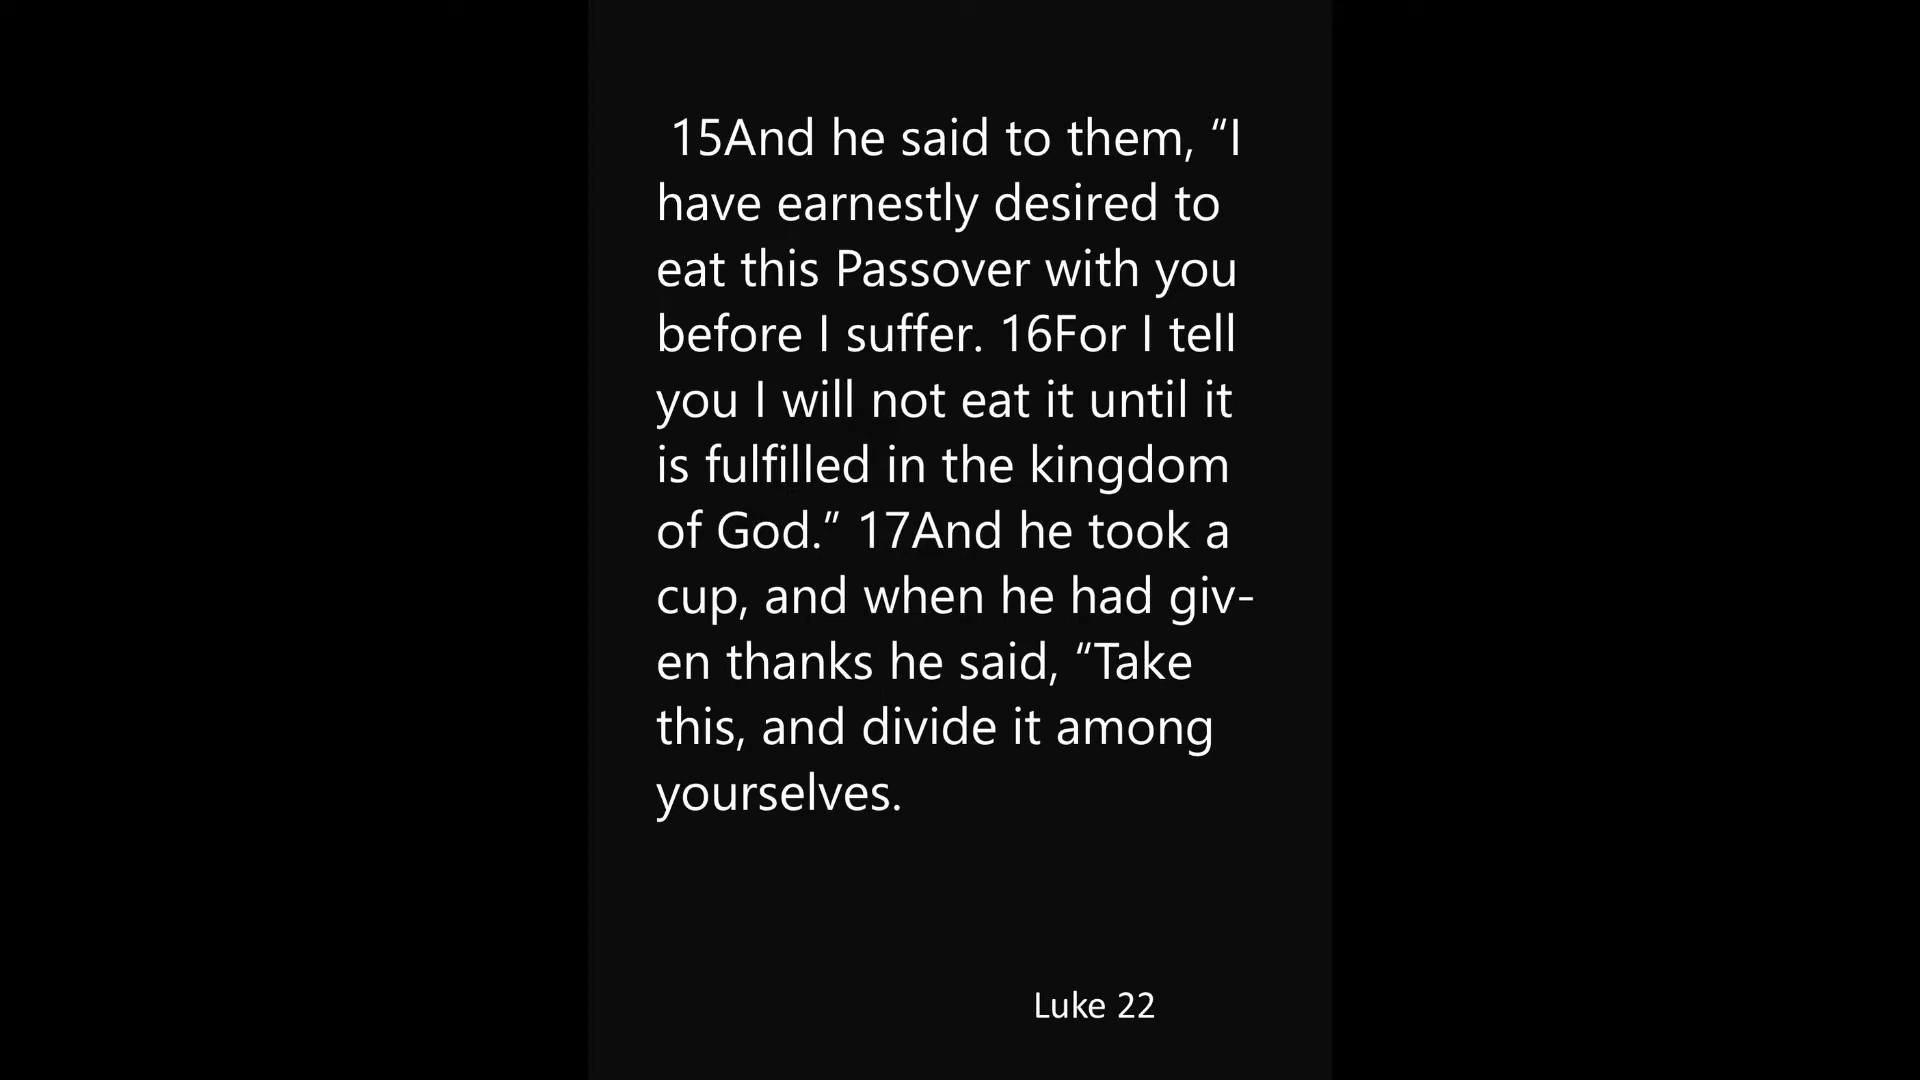 15And he said to them, “I
have earnestly desired to
eat this Passover with you
before I suffer. 16For I tell
you I will not eat it until it
is fulfilled in the kingdom
of God.” 17And he took a
cup, and when he had giv-
en thanks he said, “Take
this, and divide it among
yourselves.
Luke 22